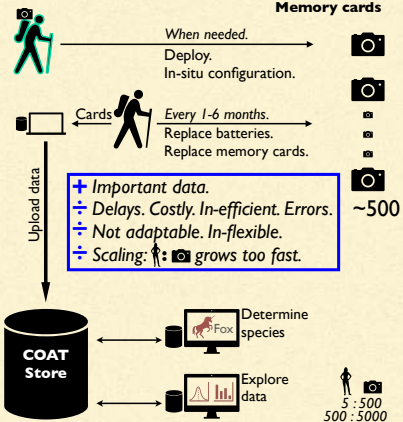 Memory cards
When needed.
Deploy.
In-situ configuration.
Cards
Every 1-6 months.
Replace batteries.
Replace memory cards.
Upload data
+ Important data.
÷ Delays. Costly. In-efficient. Errors.
÷ Not adaptable. In-flexible.
÷ Scaling: : grows too fast.
~500
COAT
Store
Fox
Determine
species
Explore
data
5 : 500
500 : 5000